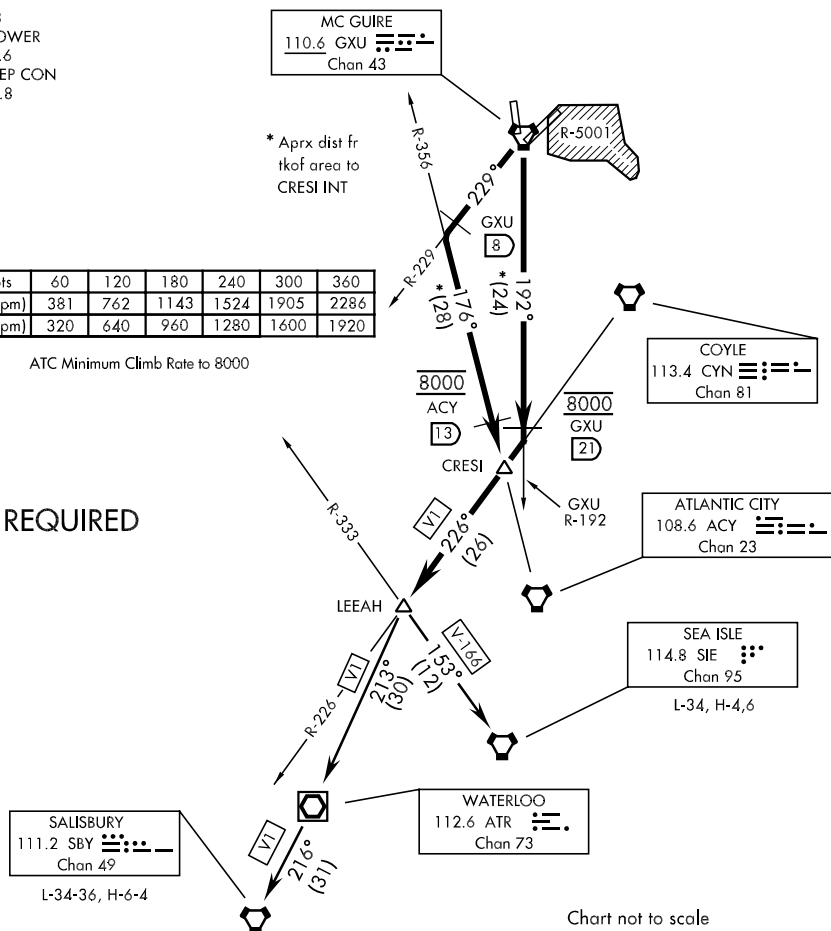 OWER
.6
EP CON
.8
MC GUIRE
110.6 GXU
Chan 43
R-5001
* Aprx dist fr
tkof area to
CRESI INT
R-356
229°
GXU
8
R-229
176°
*(28)
192°
*(24)
ts 60 120 180 240 300 360
pm) 381 762 1143 1524 1905 2286
pm) 320 640 960 1280 1600 1920
ATC Minimum Climb Rate to 8000
COYLE
113.4 CYN
Chan 81
8000
ACY
13
8000
GXU
21
CRESI
GXU
R-192
ATLANTIC CITY
108.6 ACY
Chan 23
REQUIRED
R-333
V1
226°
(26)
LEEAH
SEA ISLE
114.8 SIE
Chan 95
L-34, H-4,6
V-166
153°
(12)
V1
213°
(30)
R-226
WATERLOO
112.6 ATR
Chan 73
SALISBURY
111.2 SBY
Chan 49
L-34-36, H-6-4
V1
216°
(31)
Chart not to scale